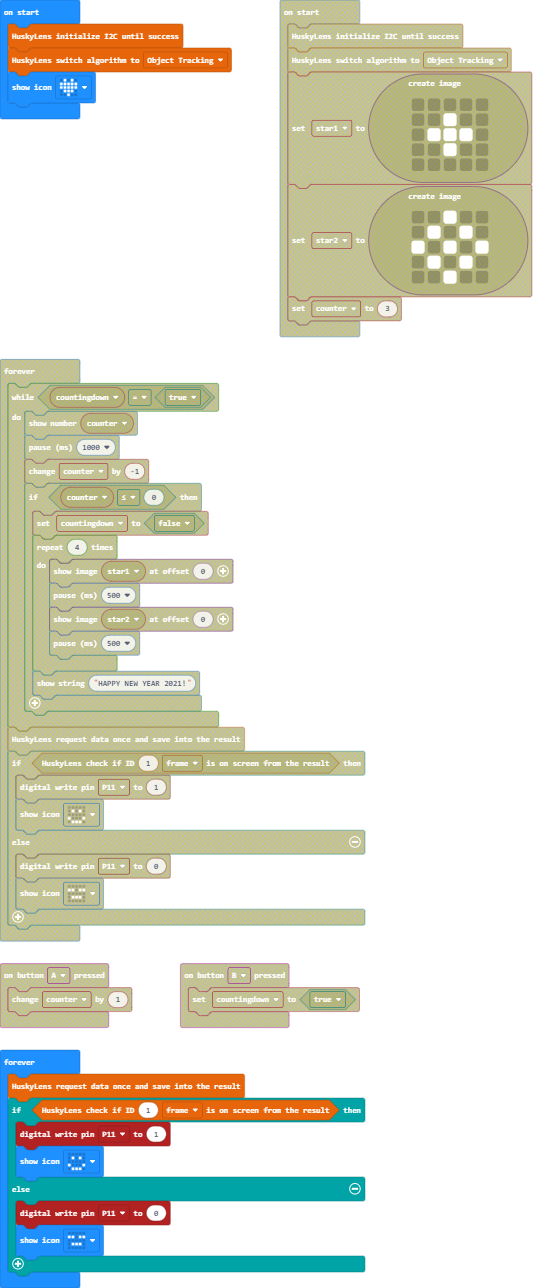 on start
HuskyLens initialize I2C until success
HuskyLens switch algorithm to Object Tracking
show icon
on start
HuskyLens initialize I2C until success
HuskyLens switch algorithm to Object Tracking
create image
set star1 to
create image
set star2 to
set counter to 3
forever
while countingdown = true
do
show number counter
pause (ms) 1000
change counter by -1
if counter ≤ 0 then
set countingdown to false
repeat 4 times
do
show image star1 at offset 0
pause (ms) 500
show image star2 at offset 0
pause (ms) 500
show string "HAPPY NEW YEAR 2021!"
HuskyLens request data once and save into the result
if HuskyLens check if ID 1 frame is on screen from the result then
digital write pin P11 to 1
show icon
else
digital write pin P11 to 0
show icon
on button A pressed
change counter by 1
on button B pressed
set countingdown to true
forever
HuskyLens request data once and save into the result
if HuskyLens check if ID 1 frame is on screen from the result then
digital write pin P11 to 1
show icon
else
digital write pin P11 to 0
show icon